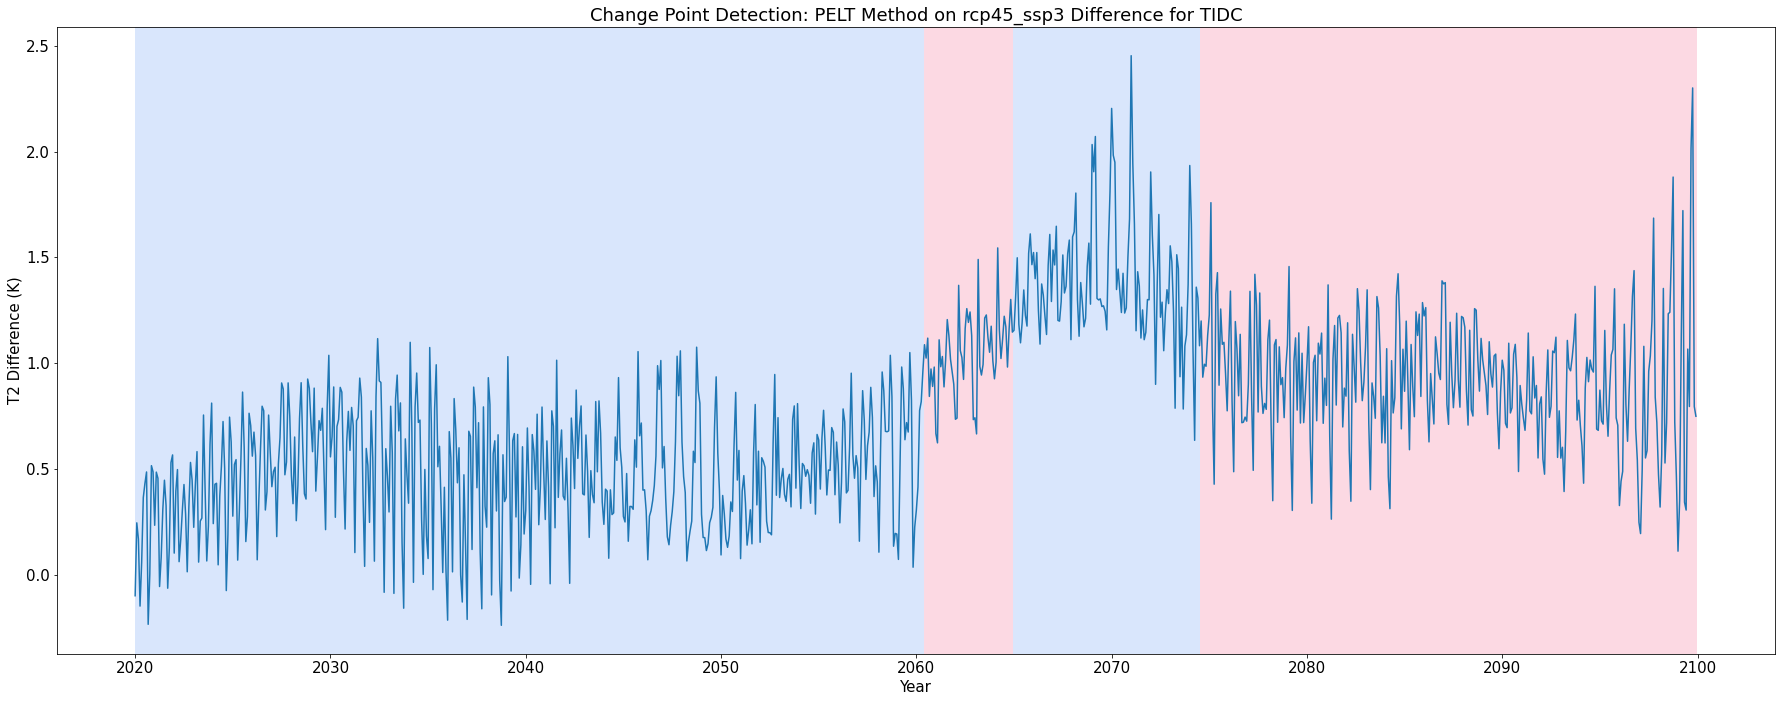 Change Point Detection: PELT Method on rcp45_ssp3 Difference for TIDC
T2 Difference (K)
2.5
2.0
1.5
1.0
0.5
0.0
2020 2030 2040 2050 2060 2070 2080 2090 2100
Year